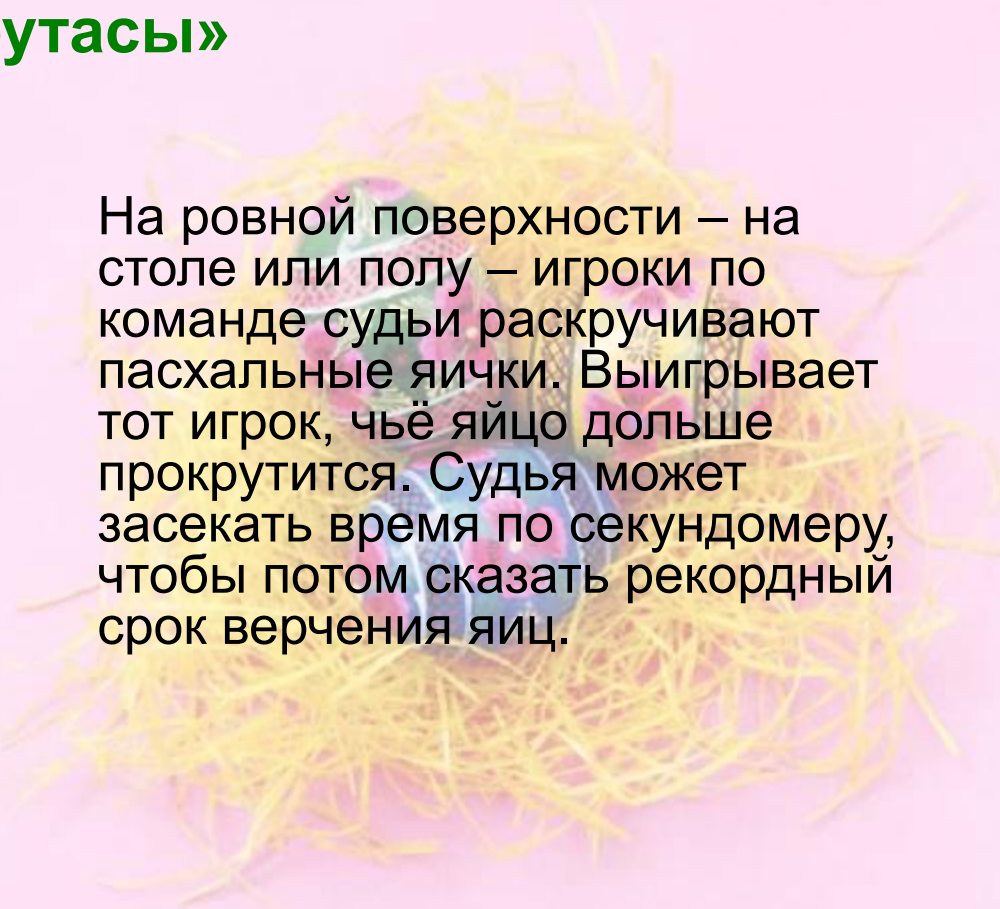 утасы»
На ровной поверхности – на
столе или полу – игроки по
команде судьи раскручивают
пасхальные яички. Выигрывает
тот игрок, чьё яйцо дольше
прокрутится. Судья может
засекать время по секундомеру,
чтобы потом сказать рекордный
срок верчения яиц.